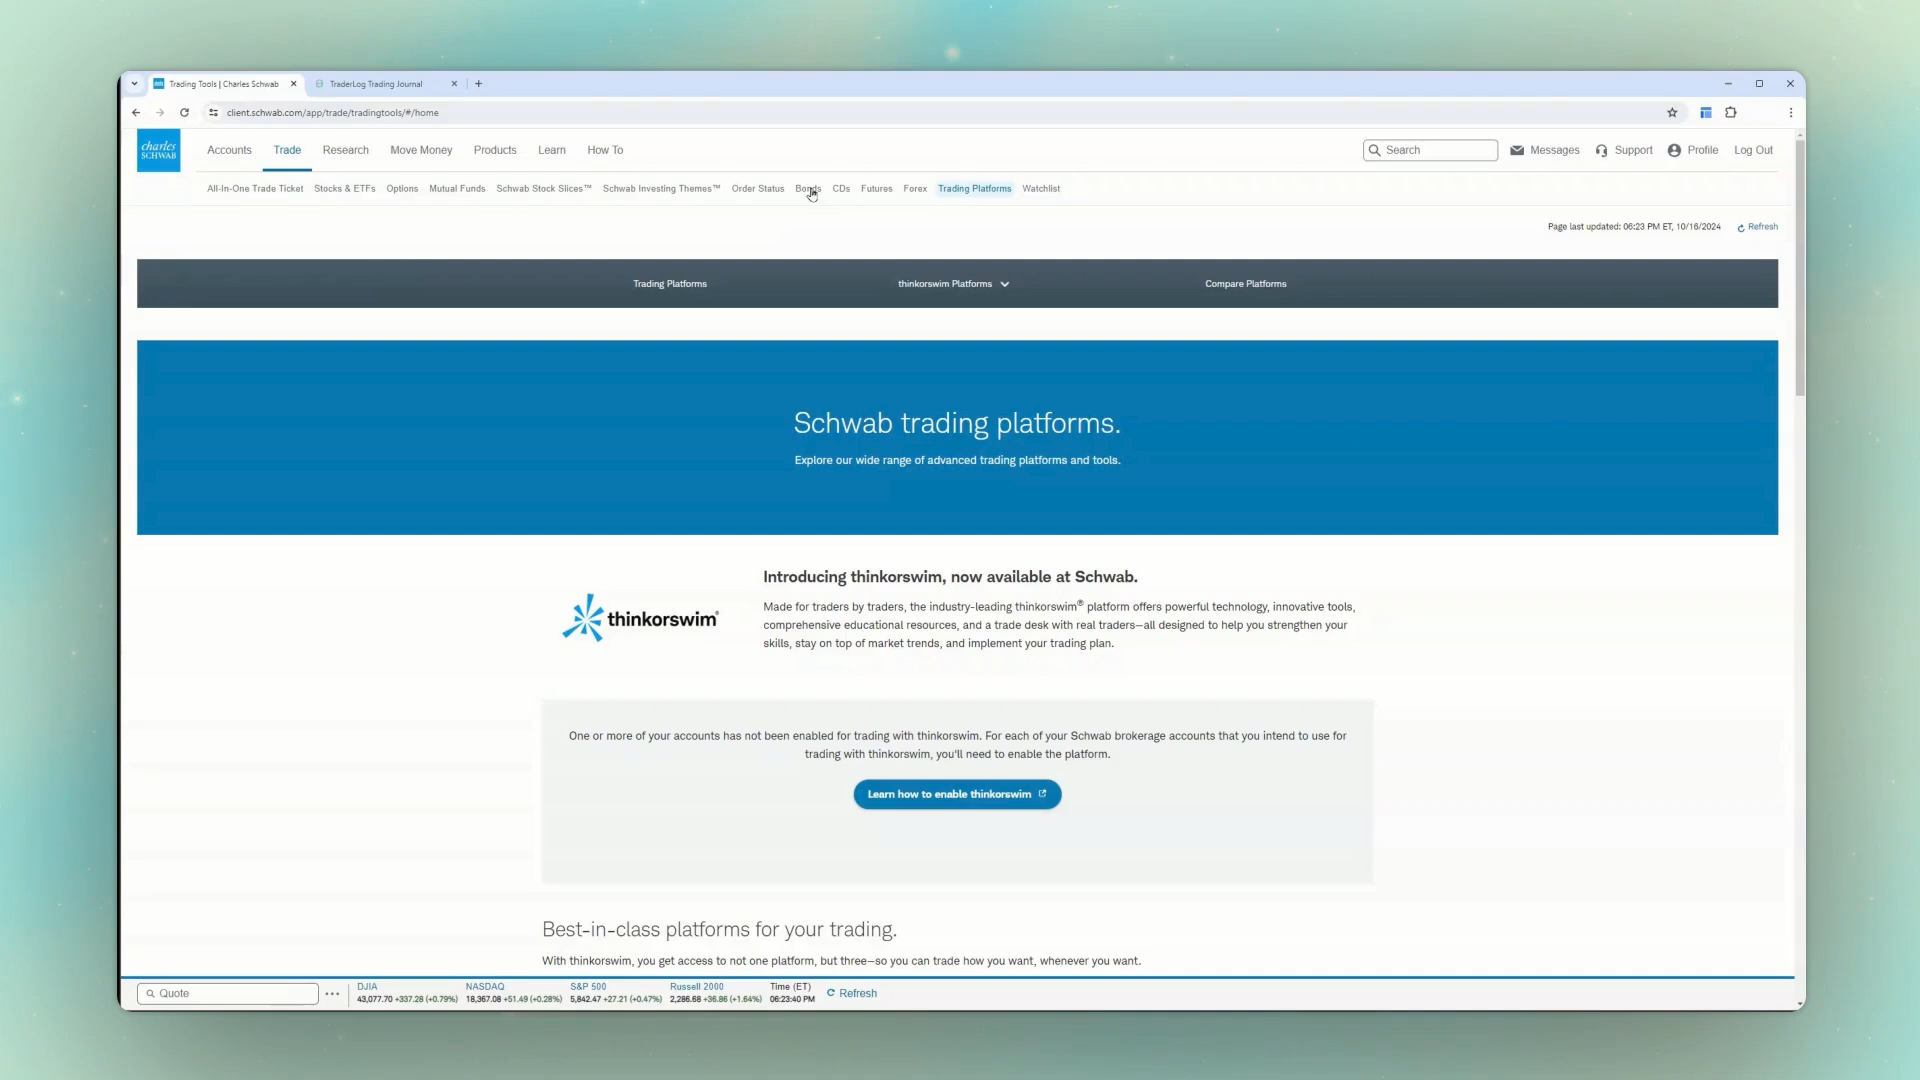 Trading Tools | Charles Schwab
TraderLog Trading Journal
client.schwab.com/app/trade/tradingtools/#/home
charles SCHWAB
Accounts Trade Research Move Money Products Learn How To
Search
Messages Support Profile Log Out
All-In-One Trade Ticket Stocks & ETFs Options Mutual Funds Schwab Stock Slices™ Schwab Investing Themes™ Order Status Bonds CDs Futures Forex Trading Platforms Watchlist
Page last updated: 06:23 PM ET, 10/16/2024 Refresh
Trading Platforms thinkorswim Platforms Compare Platforms
Schwab trading platforms.
Explore our wide range of advanced trading platforms and tools.
thinkorswim®
Introducing thinkorswim, now available at Schwab.
Made for traders by traders, the industry-leading thinkorswim® platform offers powerful technology, innovative tools,
comprehensive educational resources, and a trade desk with real traders—all designed to help you strengthen your
skills, stay on top of market trends, and implement your trading plan.
One or more of your accounts has not been enabled for trading with thinkorswim. For each of your Schwab brokerage accounts that you intend to use for
trading with thinkorswim, you'll need to enable the platform.
Learn how to enable thinkorswim
Best-in-class platforms for your trading.
With thinkorswim, you get access to not one platform, but three—so you can trade how you want, whenever you want.
Quote
DJIA NASDAQ S&P 500 Russell 2000 Time (ET)
43,077.70 +337.28 (+0.79%) 18,367.08 +51.49 (+0.28%) 5,842.47 +27.21 (+0.47%) 2,286.68 +36.86 (+1.64%) 06:23:40 PM
Refresh